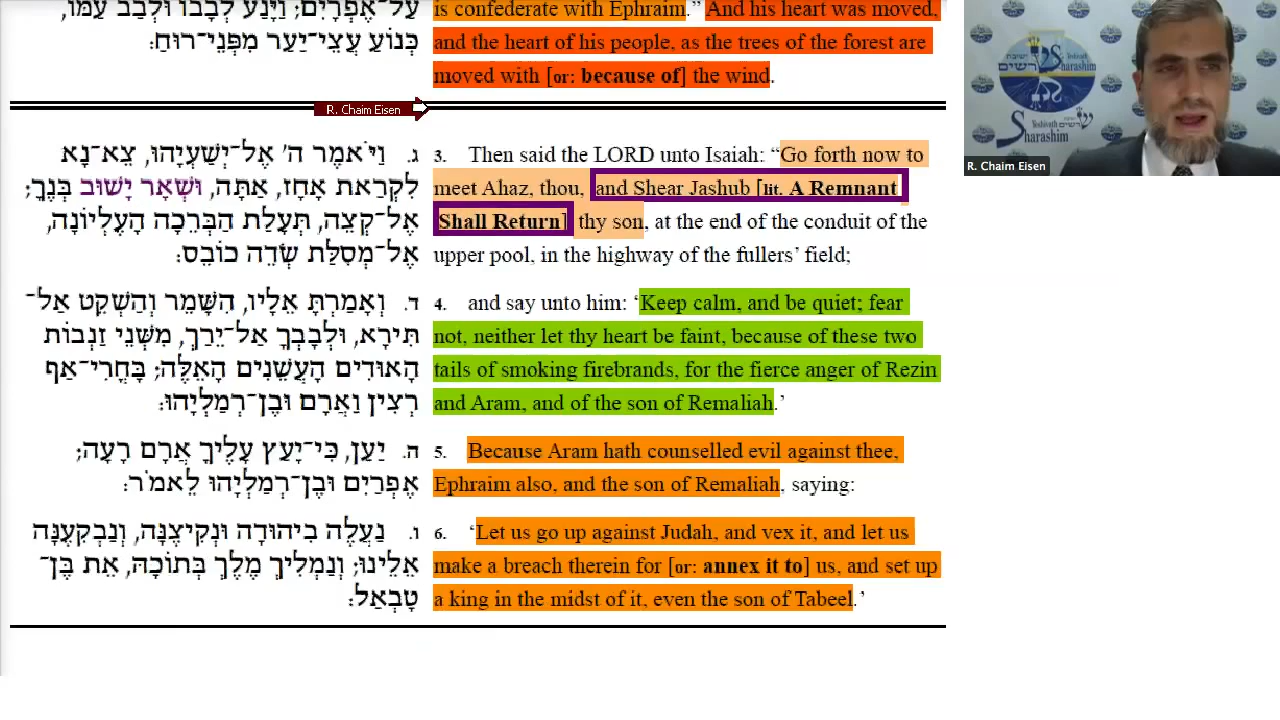 עַל־אֶפְרָיִם; וַיָּנַע לְבָבוֹ וּלְבַב עַמּוֹ,
כְּנוֹעַ עֲצֵי־יַעַר מִפְּנֵי־רוּחַ:
is confederate with Ephraim.” And his heart was moved,
and the heart of his people, as the trees of the forest are
moved with [or: because of] the wind.
R. Chaim Eisen
ג. וַיֹּאמֶר ה' אֶל־יְשַׁעְיָהוּ, צֵא־נָא
לִקְרַאת אָחָז, אַתָּה, וּשְׁאָר יָשׁוּב בְּנֶךָ;
אֶל־קְצֵה, תְּעָלַת הַבְּרֵכָה הָעֶלְיוֹנָה,
אֶל־מְסִלַּת שְׂדֵה כוֹבֵס:
3. Then said the LORD unto Isaiah: “Go forth now to
meet Ahaz, thou, and Shear Jashub [lit. A Remnant
Shall Return] thy son, at the end of the conduit of the
upper pool, in the highway of the fullers’ field;
ד. וְאָמַרְתָּ אֵלָיו, הִשָּׁמֵר וְהַשְׁקֵט אַל־
תִּירָא, וּלְבָבְךָ אַל־יֵרַךְ, מִשְּׁנֵי זַנְבוֹת
הָאוּדִים הָעֲשֵׁנִים הָאֵלֶּה; בָּחֳרִי־אַף
רְצִין וַאֲרָם וּבֶן־רְמַלְיָהוּ:
4. and say unto him: ‘Keep calm, and be quiet; fear
not, neither let thy heart be faint, because of these two
tails of smoking firebrands, for the fierce anger of Rezin
and Aram, and of the son of Remaliah.’
ה. יַעַן, כִּי־יָעַץ עָלֶיךָ אֲרָם רָעָה;
אֶפְרַיִם וּבֶן־רְמַלְיָהוּ לֵאמֹר:
5. Because Aram hath counselled evil against thee,
Ephraim also, and the son of Remaliah, saying:
ו. נַעֲלֶה בִיהוּדָה וּנְקִיצֶנָּה, וְנַבְקִעֶנָּה
אֵלֵינוּ; וְנַמְלִיךְ מֶלֶךְ בְּתוֹכָהּ, אֵת בֶּן־
טָבְאַל:
6. ‘Let us go up against Judah, and vex it, and let us
make a breach therein for [or: annex it to] us, and set up
a king in the midst of it, even the son of Tabeel.’
Sharashim
שרשים
Yeshivath שרשים
Sharashim
R. Chaim Eisen